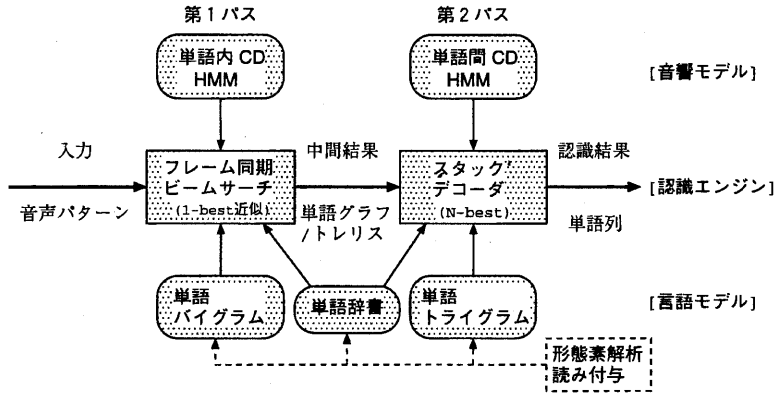 第1パス
第2パス
単語内 CD
HMM
単語間 CD
HMM
[音響モデル]
入力
音声パターン
フレーム同期
ビームサーチ
(1-best近似)
中間結果
単語グラフ
/トレリス
スタック
デコーダ
(N-best)
認識結果
単語列
[認識エンジン]
単語
バイグラム
単語辞書
単語
トライグラム
[言語モデル]
形態素解析
読み付与